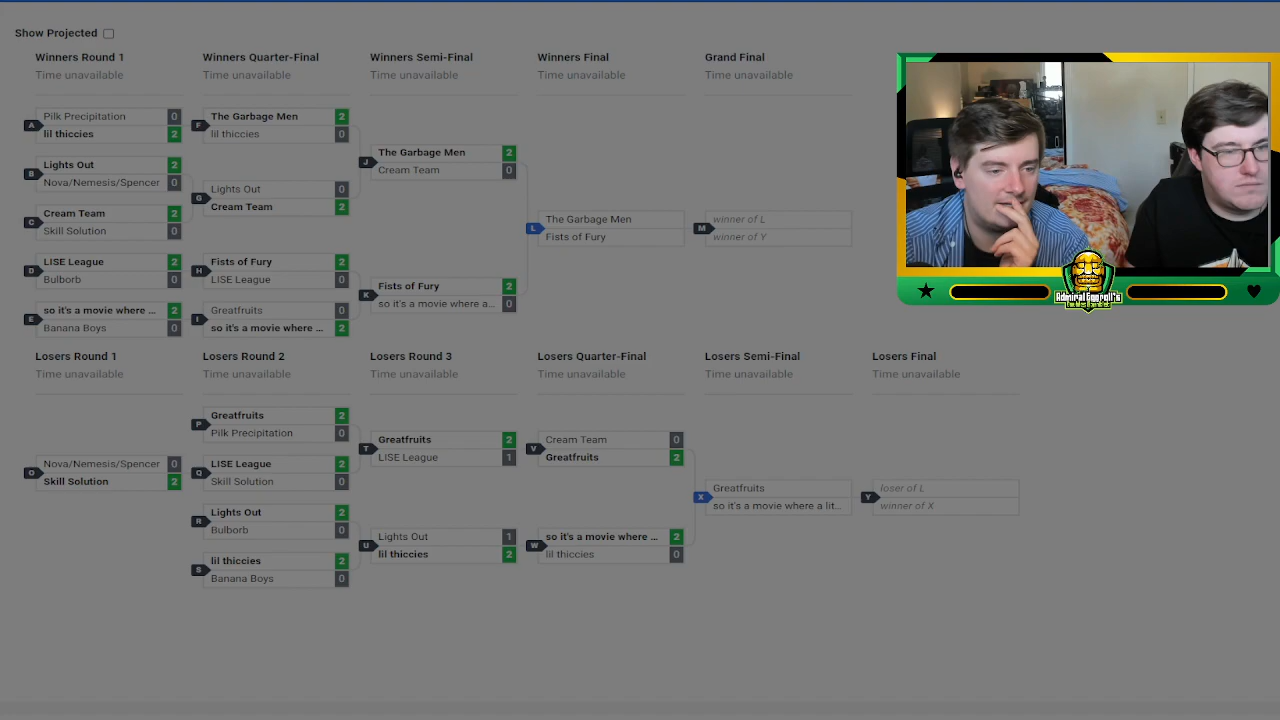 Show Projected
Winners Round 1
Time unavailable
Winners Quarter-Final
Time unavailable
Winners Semi-Final
Time unavailable
Winners Final
Time unavailable
Grand Final
Time unavailable
A
Pilk Precipitation 0
lil thiccies 2
B
Lights Out 2
Nova/Nemesis/Spencer 0
C
Cream Team 2
Skill Solution 0
D
LISE League 2
Bulborb 0
E
so it's a movie where ... 2
Banana Boys 0
F
The Garbage Men 2
lil thiccies 0
G
Lights Out 0
Cream Team 2
H
Fists of Fury 2
LISE League 0
I
Greatfruits 0
so it's a movie where ... 2
J
The Garbage Men 2
Cream Team 0
K
Fists of Fury 2
so it's a movie where a... 0
L
The Garbage Men
Fists of Fury
M
winner of L
winner of Y
Admiral Eggroll's
Losers Round 1
Time unavailable
Losers Round 2
Time unavailable
Losers Round 3
Time unavailable
Losers Quarter-Final
Time unavailable
Losers Semi-Final
Time unavailable
Losers Final
Time unavailable
O
Nova/Nemesis/Spencer 0
Skill Solution 2
P
Greatfruits 2
Pilk Precipitation 0
Q
LISE League 2
Skill Solution 0
R
Lights Out 2
Bulborb 0
S
lil thiccies 2
Banana Boys 0
T
Greatfruits 2
LISE League 1
U
Lights Out 1
lil thiccies 2
V
Cream Team 0
Greatfruits 2
W
so it's a movie where ... 2
lil thiccies 0
X
Greatfruits
so it's a movie where a lit...
Y
loser of L
winner of X